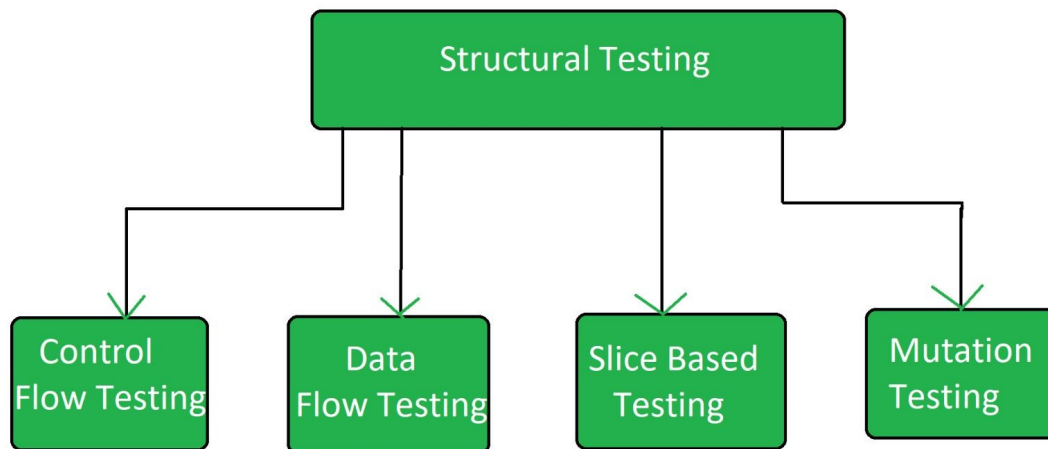 Structural Testing
Control
Flow Testing
Data
Flow Testing
Slice Based
Testing
Mutation
Testing